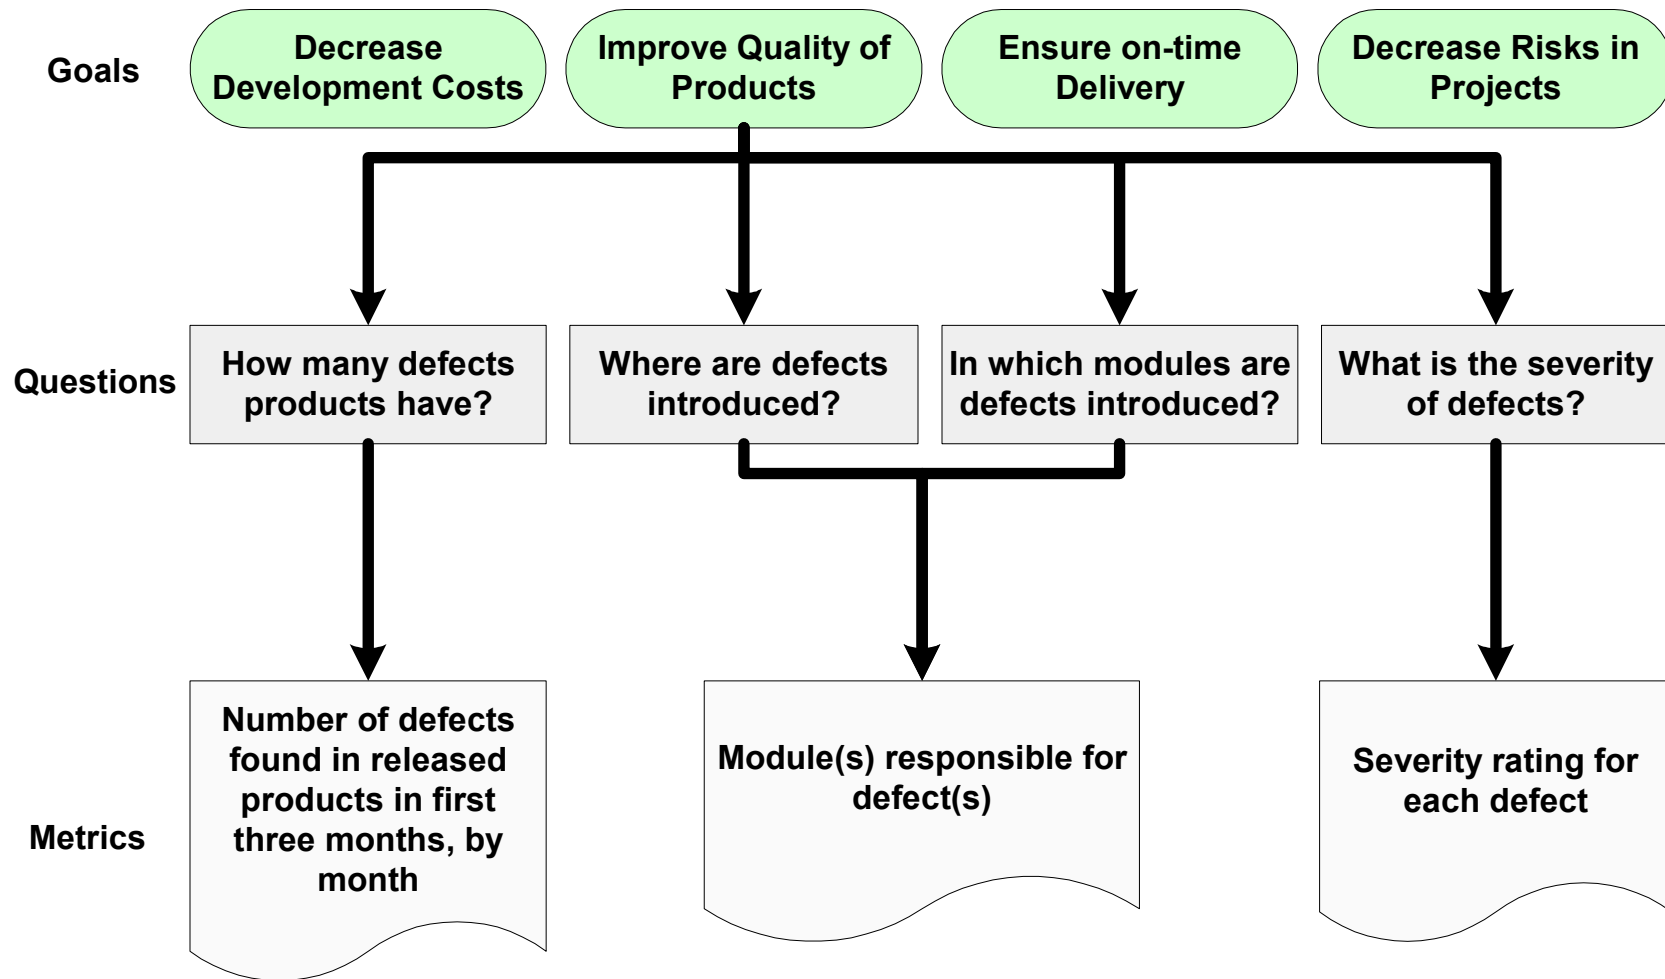 Goals
Decrease
Development Costs
Improve Quality of
Products
Ensure on-time
Delivery
Decrease Risks in
Projects
Questions
How many defects
products have?
Where are defects
introduced?
In which modules are
defects introduced?
What is the severity
of defects?
Metrics
Number of defects
found in released
products in first
three months, by
month
Module(s) responsible for
defect(s)
Severity rating for
each defect